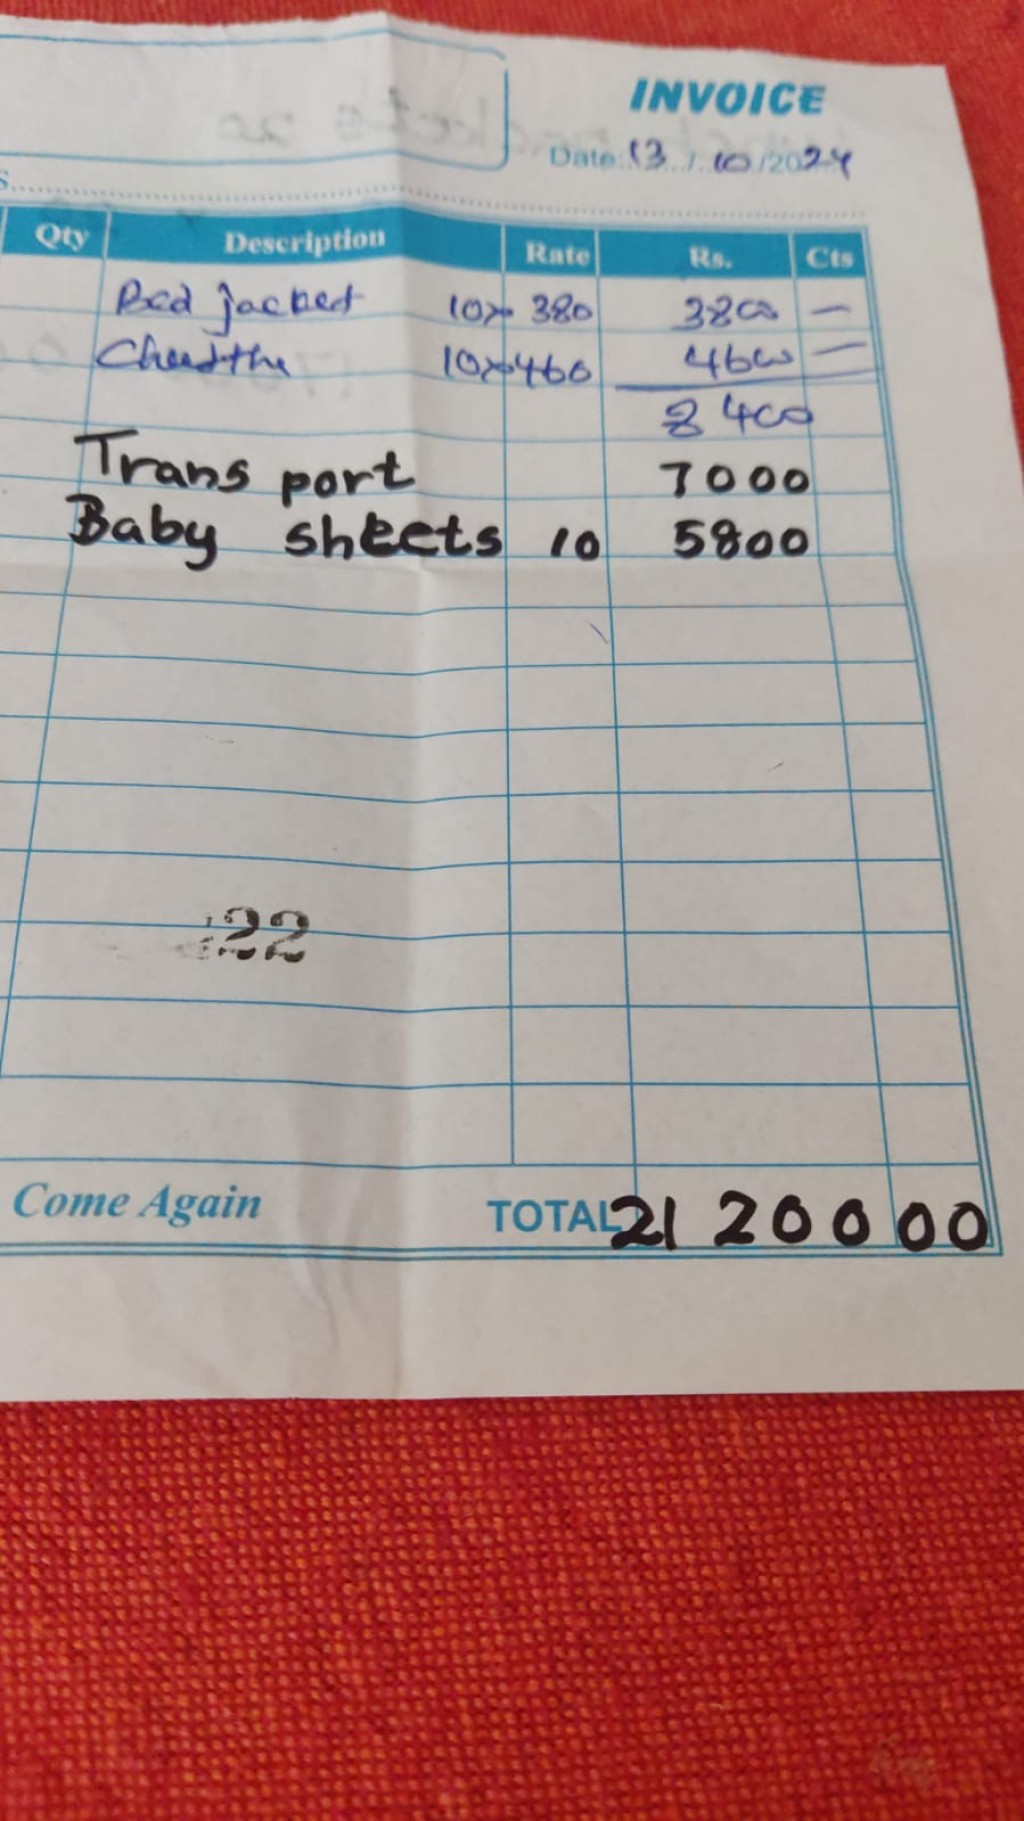 INVOICE
Date: 13 / 10 /2024
Qty Description Rate Rs. Cts
Bed jacket 10x 380 3800 —
10x460 4600 —
8400
Trans port 7000
Baby sheets 10 5800
22
Come Again TOTAL 21 200 0 00